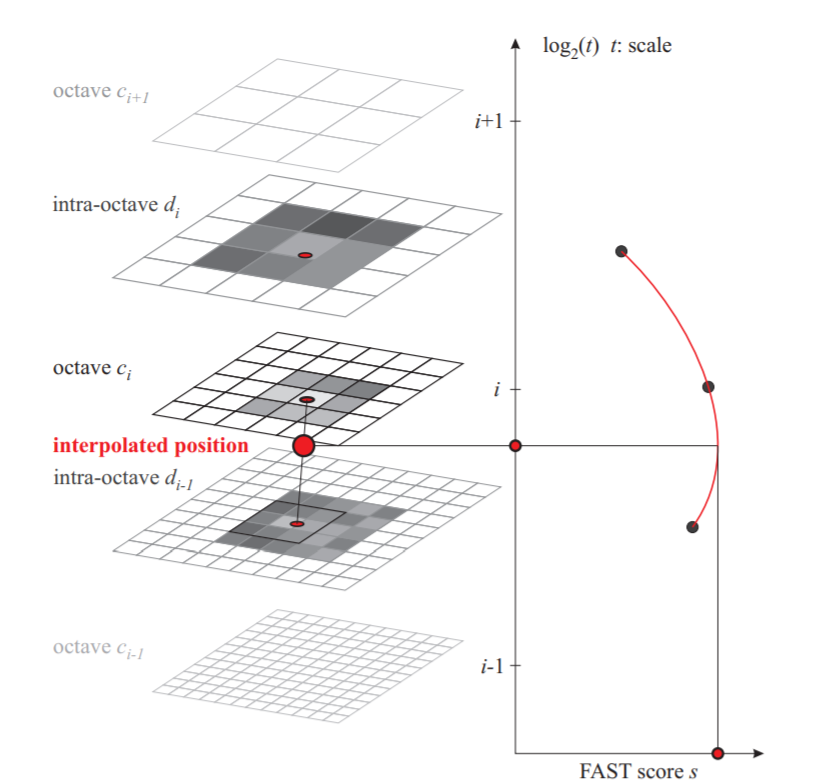 log₂(t)  t: scale
octave cᵢ₊₁
i+1
intra-octave dᵢ
octave cᵢ
i
interpolated position
intra-octave dᵢ₋₁
octave cᵢ₋₁
i-1
FAST score s